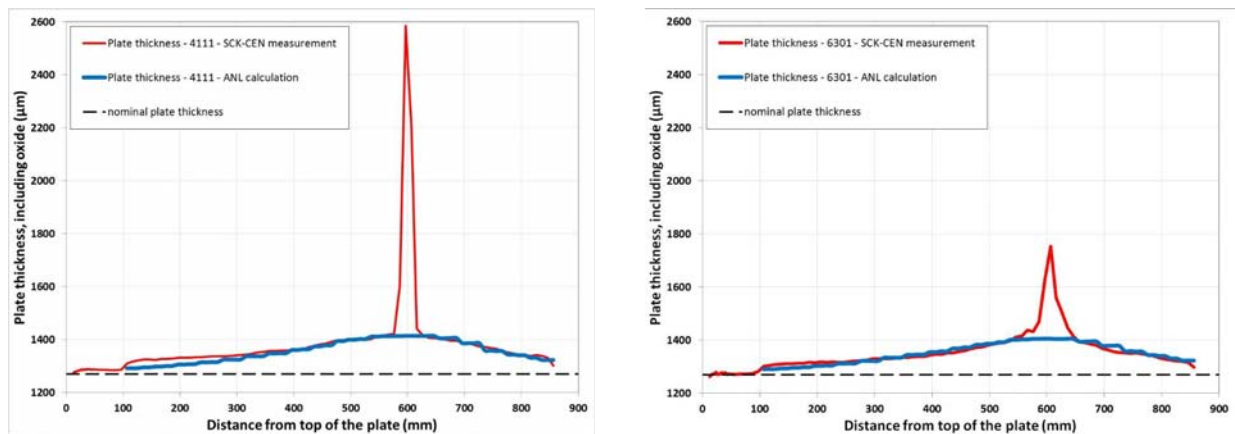 Plate thickness, including oxide (µm)
2600
2400
2200
2000
1800
1600
1400
1200
Plate thickness - 4111 - SCK-CEN measurement
Plate thickness - 4111 - ANL calculation
nominal plate thickness
0 100 200 300 400 500 600 700 800 900
Distance from top of the plate (mm)
Plate thickness, including oxide (µm)
2600
2400
2200
2000
1800
1600
1400
1200
Plate thickness - 6301 - SCK-CEN measurement
Plate thickness - 6301 - ANL calculation
nominal plate thickness
0 100 200 300 400 500 600 700 800 900
Distance from top of the plate (mm)